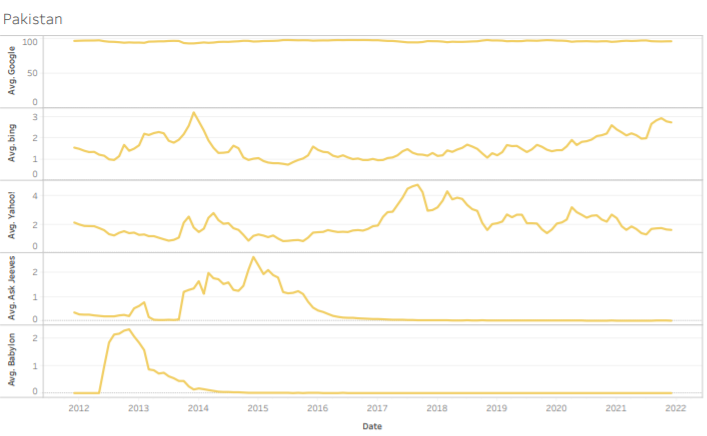 Pakistan
Avg. Google
100
50
0
Avg. bing
3
2
1
0
Avg. Yahoo!
4
2
0
Avg. Ask Jeeves
2
1
0
Avg. Babylon
2
1
0
2012 2013 2014 2015 2016 2017 2018 2019 2020 2021 2022
Date